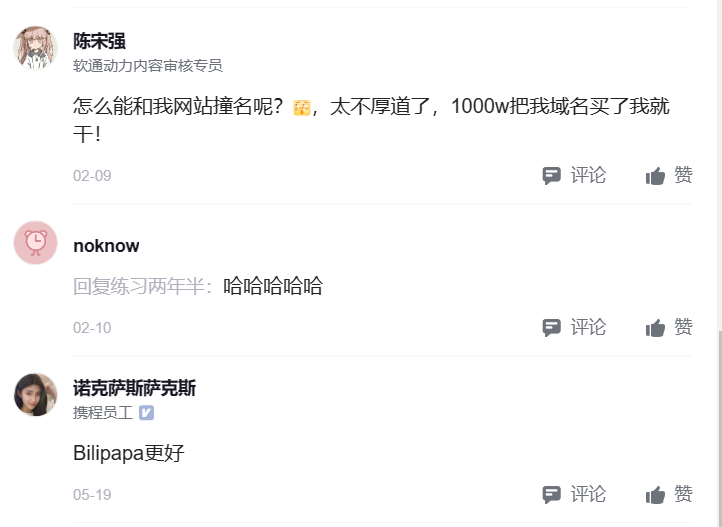 陈宋强
软通动力内容审核专员
怎么能和我网站撞名呢？，太不厚道了，1000w把我域名买了我就
干！
02-09 评论 赞
noknow
回复练习两年半：哈哈哈哈哈
02-10 评论 赞
诺克萨斯萨克斯
携程员工
Bilipapa更好
05-19 评论 赞